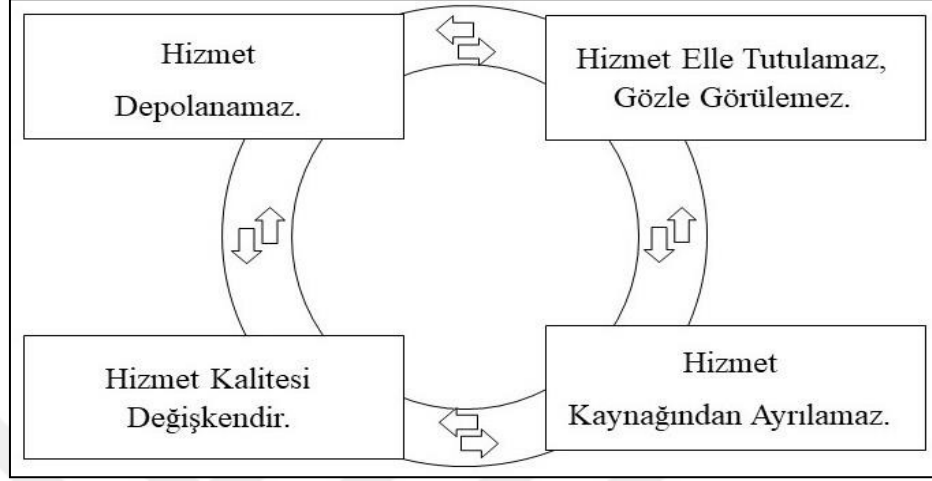 Hizmet
Depolanamaz.
Hizmet Elle Tutulamaz,
Gözle Görülemez.
Hizmet Kalitesi
Değişkendir.
Hizmet
Kaynağından Ayrılamaz.